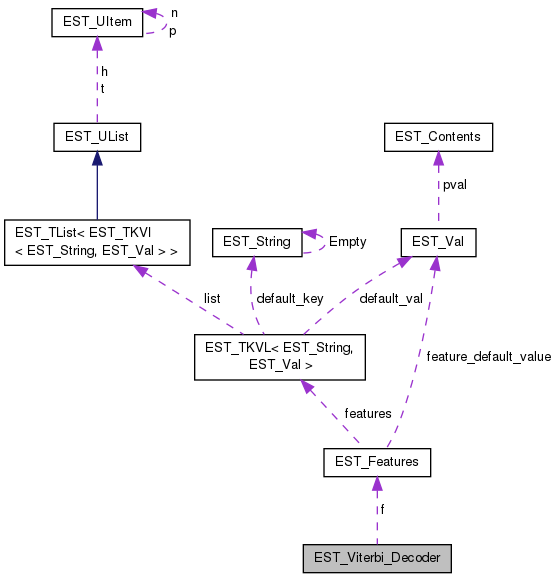 EST_UItem
n
p
h
t
EST_UList
EST_Contents
pval
EST_TList< EST_TKVI
< EST_String, EST_Val > >
EST_String
Empty
EST_Val
list
default_key
default_val
EST_TKVL< EST_String,
EST_Val >
feature_default_value
features
EST_Features
f
EST_Viterbi_Decoder